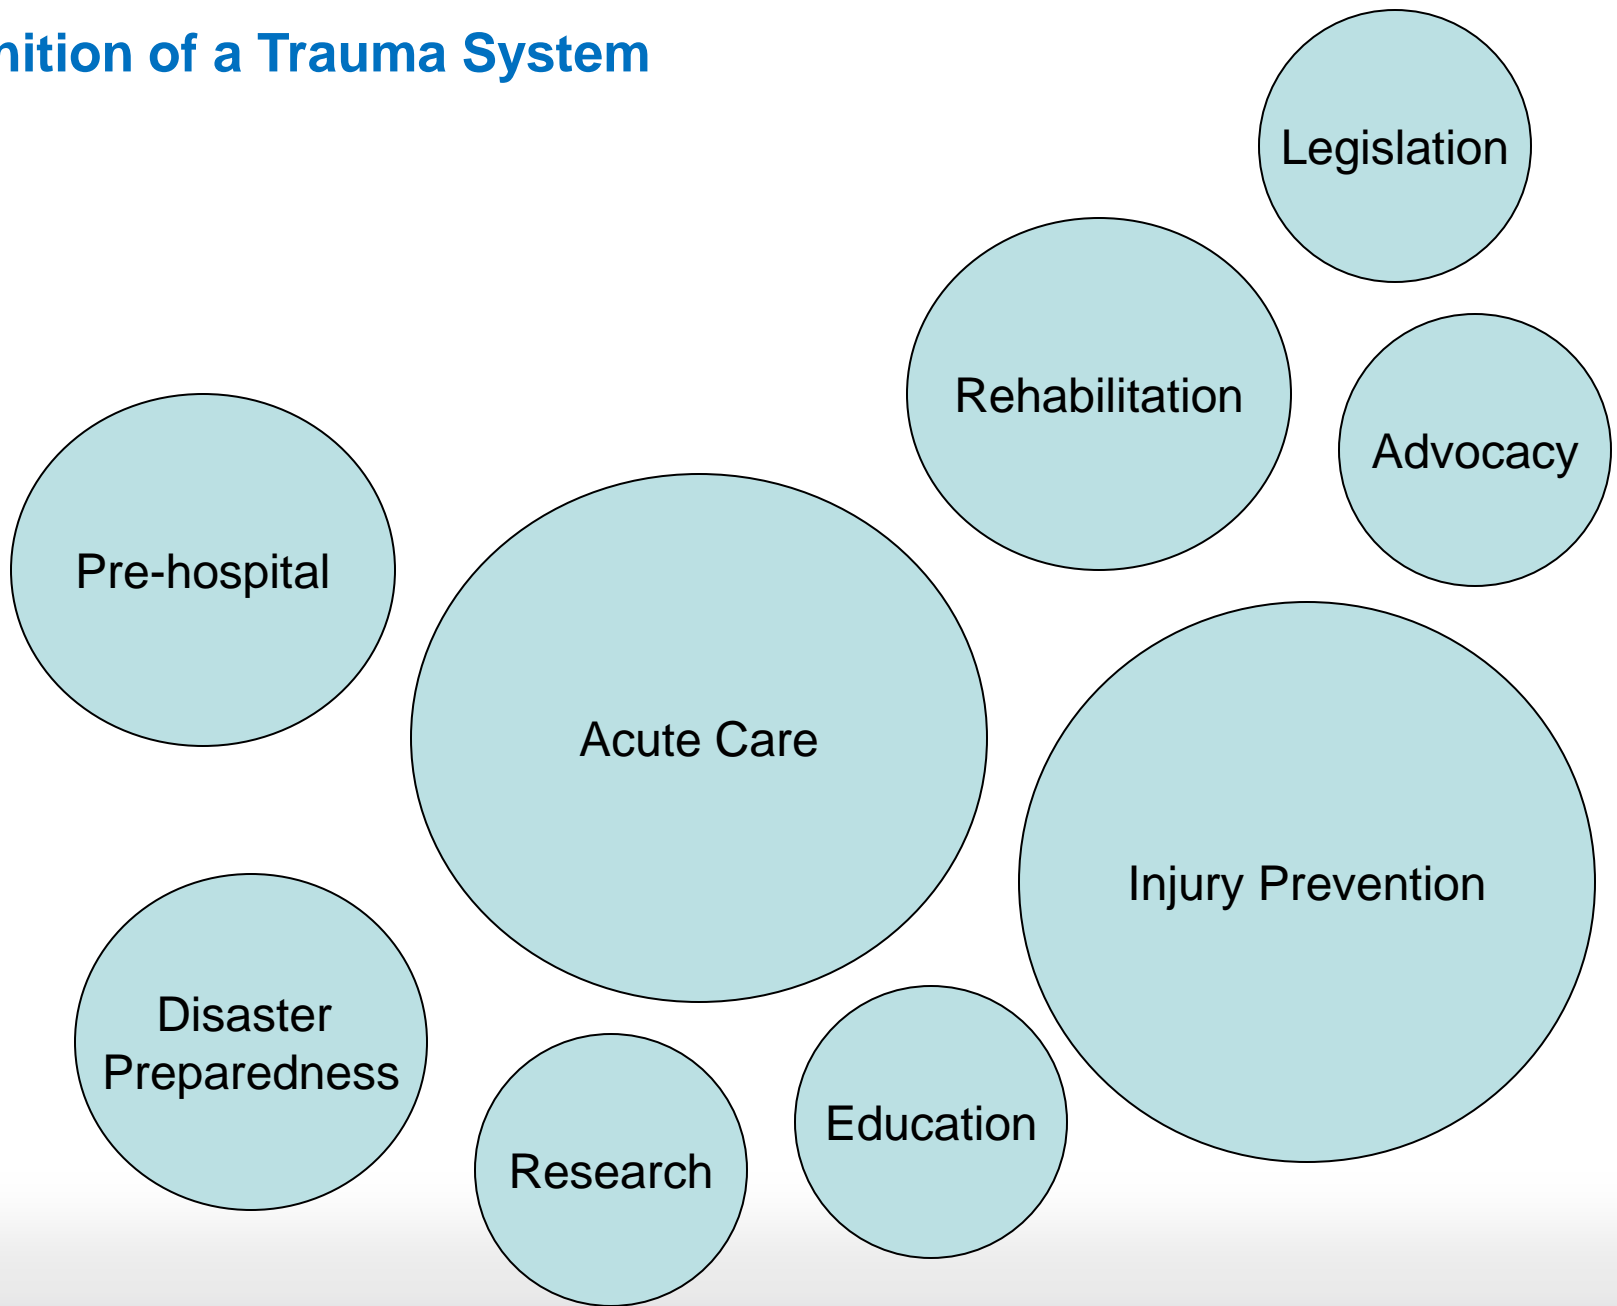 nition of a Trauma System
Legislation
Rehabilitation
Advocacy
Pre-hospital
Acute Care
Injury Prevention
Disaster
Preparedness
Education
Research